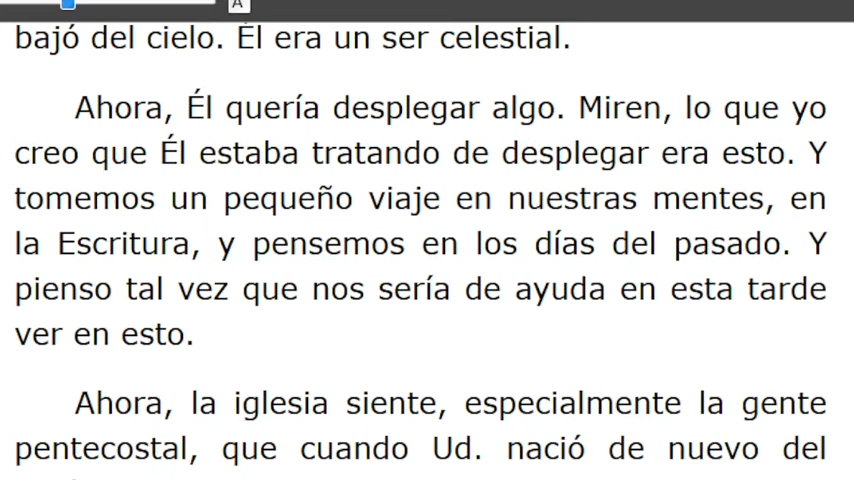 A
bajó del cielo. Él era un ser celestial.
Ahora, Él quería desplegar algo. Miren, lo que yo
creo que Él estaba tratando de desplegar era esto. Y
tomemos un pequeño viaje en nuestras mentes, en
la Escritura, y pensemos en los días del pasado. Y
pienso tal vez que nos sería de ayuda en esta tarde
ver en esto.
Ahora, la iglesia siente, especialmente la gente
pentecostal, que cuando Ud. nació de nuevo del